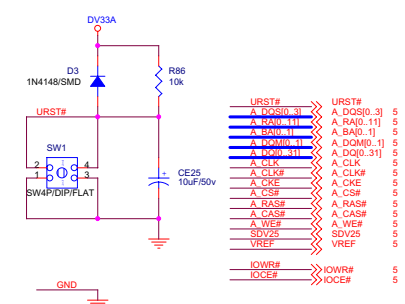 DV33A
D3
1N4148/SMD
R86
10k
URST#
SW1
2 4
1 3
SW4P/DIP/FLAT
+
CE25
10uF/50v
GND
URST# URST#
A_DQS[0..3] A_DQS[0..3] 5
A_RA[0..11] A_RA[0..11] 5
A_BA[0..1] A_BA[0..1] 5
A_DQM[0..1] A_DQM[0..1] 5
A_DQ[0..31] A_DQ[0..31] 5
A_CLK A_CLK 5
A_CLK# A_CLK# 5
A_CKE A_CKE 5
A_CS# A_CS# 5
A_RAS# A_RAS# 5
A_CAS# A_CAS# 5
A_WE# A_WE# 5
SDV25 SDV25 5
VREF VREF 5
IOWR# IOWR# 5
IOCE# IOCE# 5